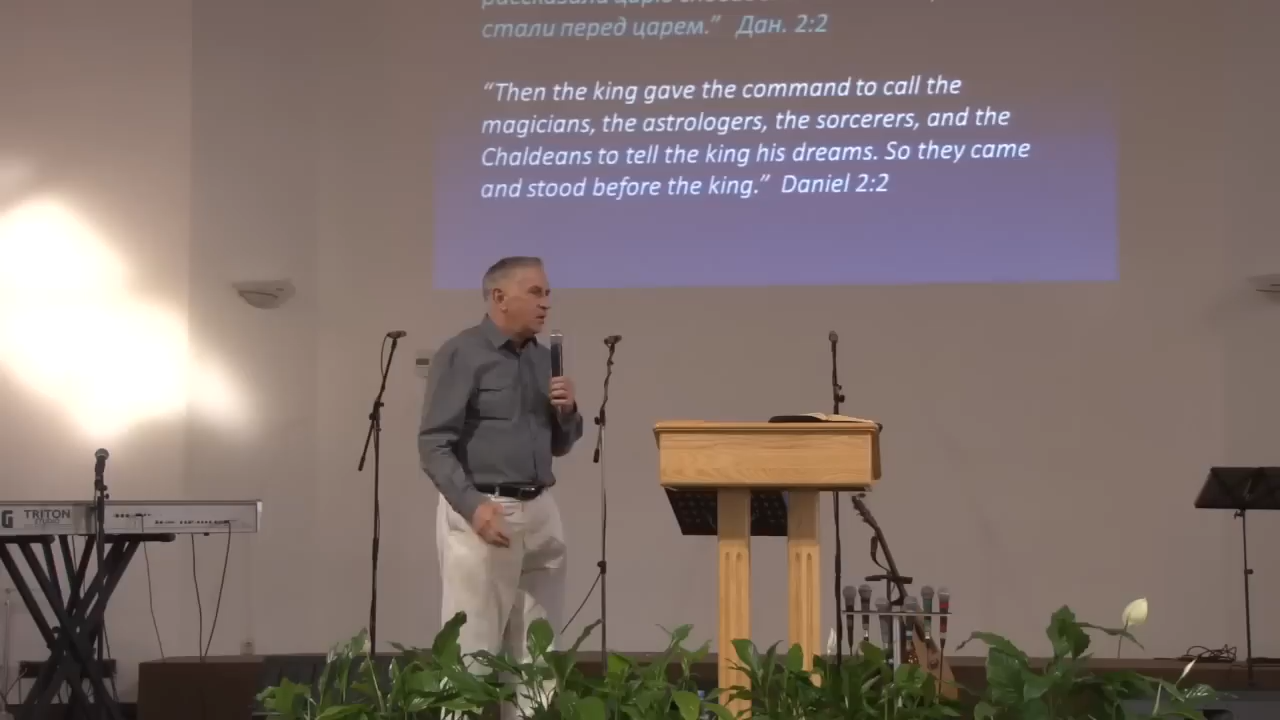 стали перед царем.” Дан. 2:2
“Then the king gave the command to call the
magicians, the astrologers, the sorcerers, and the
Chaldeans to tell the king his dreams. So they came
and stood before the king.” Daniel 2:2
G TRITON